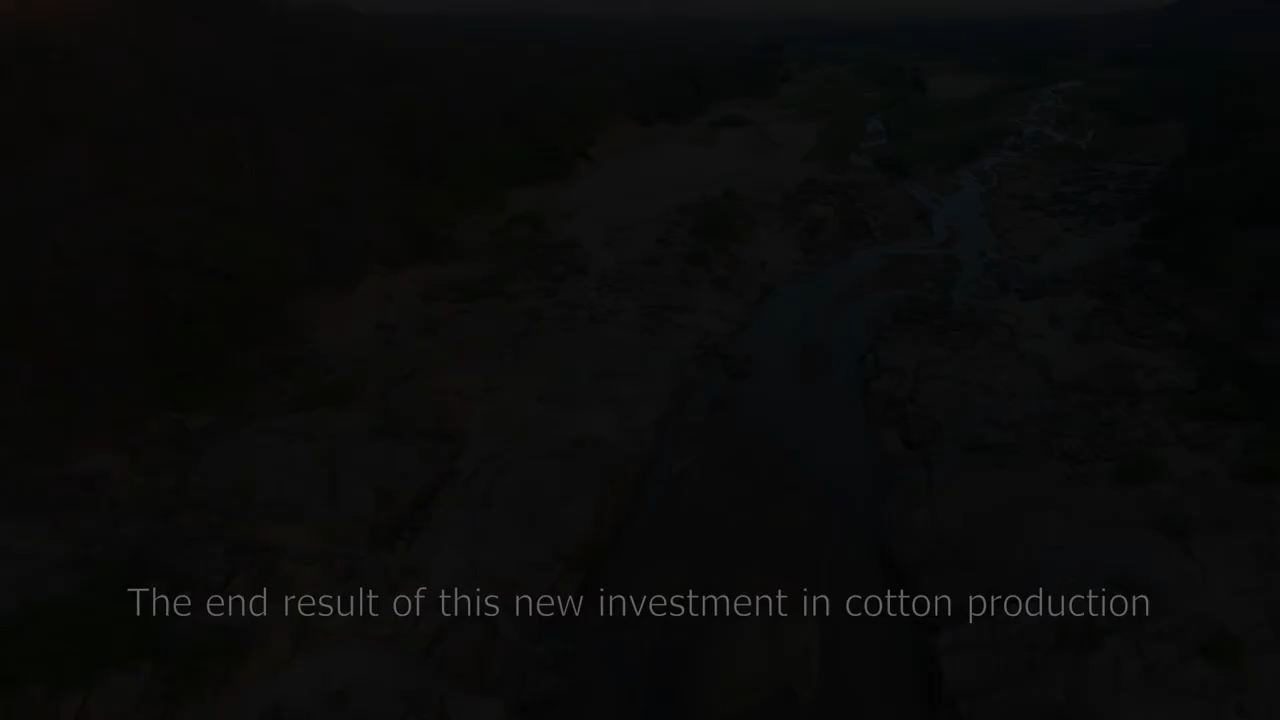 The end result of this new investment in cotton production